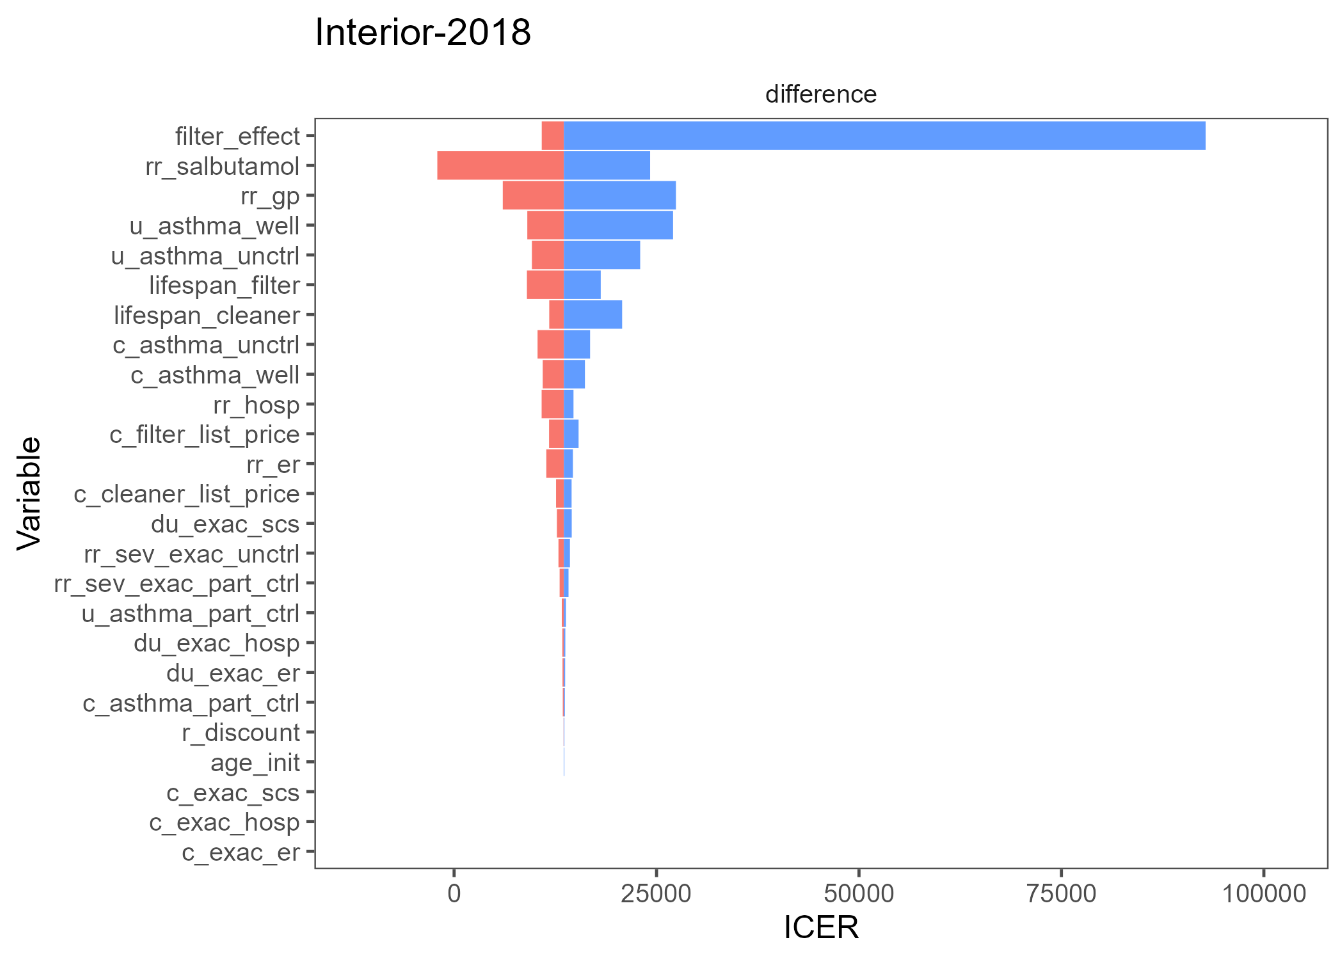 Interior-2018
difference
filter_effect
rr_salbutamol
rr_gp
u_asthma_well
u_asthma_unctrl
lifespan_filter
lifespan_cleaner
c_asthma_unctrl
c_asthma_well
rr_hosp
c_filter_list_price
rr_er
c_cleaner_list_price
du_exac_scs
rr_sev_exac_unctrl
rr_sev_exac_part_ctrl
u_asthma_part_ctrl
du_exac_hosp
du_exac_er
c_asthma_part_ctrl
r_discount
age_init
c_exac_scs
c_exac_hosp
c_exac_er
Variable
0 25000 50000 75000 100000
ICER